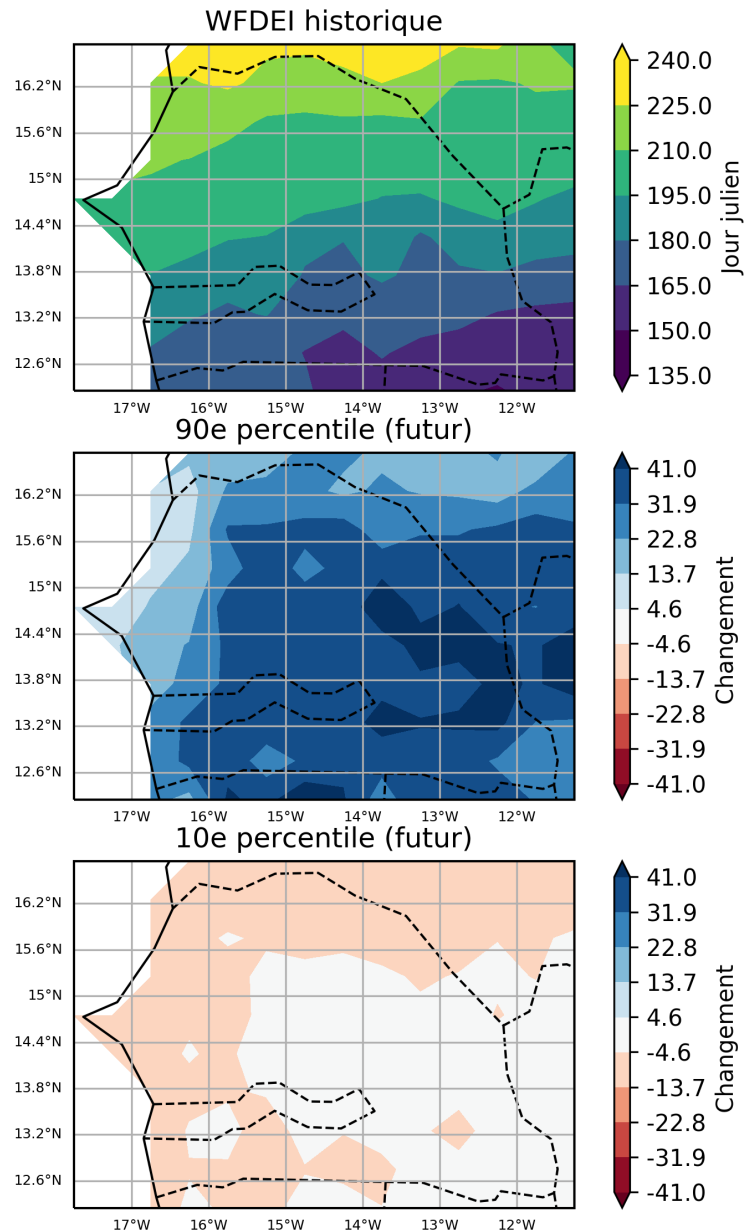 WFDEI historique
16.2°N
15.6°N
15°N
14.4°N
13.8°N
13.2°N
12.6°N
17°W 16°W 15°W 14°W 13°W 12°W
240.0
225.0
210.0
195.0
180.0
165.0
150.0
135.0
Jour julien
90e percentile (futur)
16.2°N
15.6°N
15°N
14.4°N
13.8°N
13.2°N
12.6°N
17°W 16°W 15°W 14°W 13°W 12°W
41.0
31.9
22.8
13.7
4.6
-4.6
-13.7
-22.8
-31.9
-41.0
Changement
10e percentile (futur)
16.2°N
15.6°N
15°N
14.4°N
13.8°N
13.2°N
12.6°N
41.0
31.9
22.8
13.7
4.6
-4.6
-13.7
-22.8
-31.9
-41.0
Changement